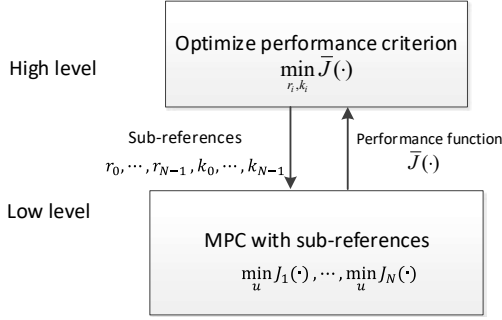 Optimize performance criterion
min J̅(·)
r_i,k_i
High level
Sub-references
r_0, ⋯, r_{N−1}, k_0, ⋯, k_{N−1}
Performance function
J̅(·)
Low level
MPC with sub-references
min J_1(·), ⋯, min J_N(·)
u u